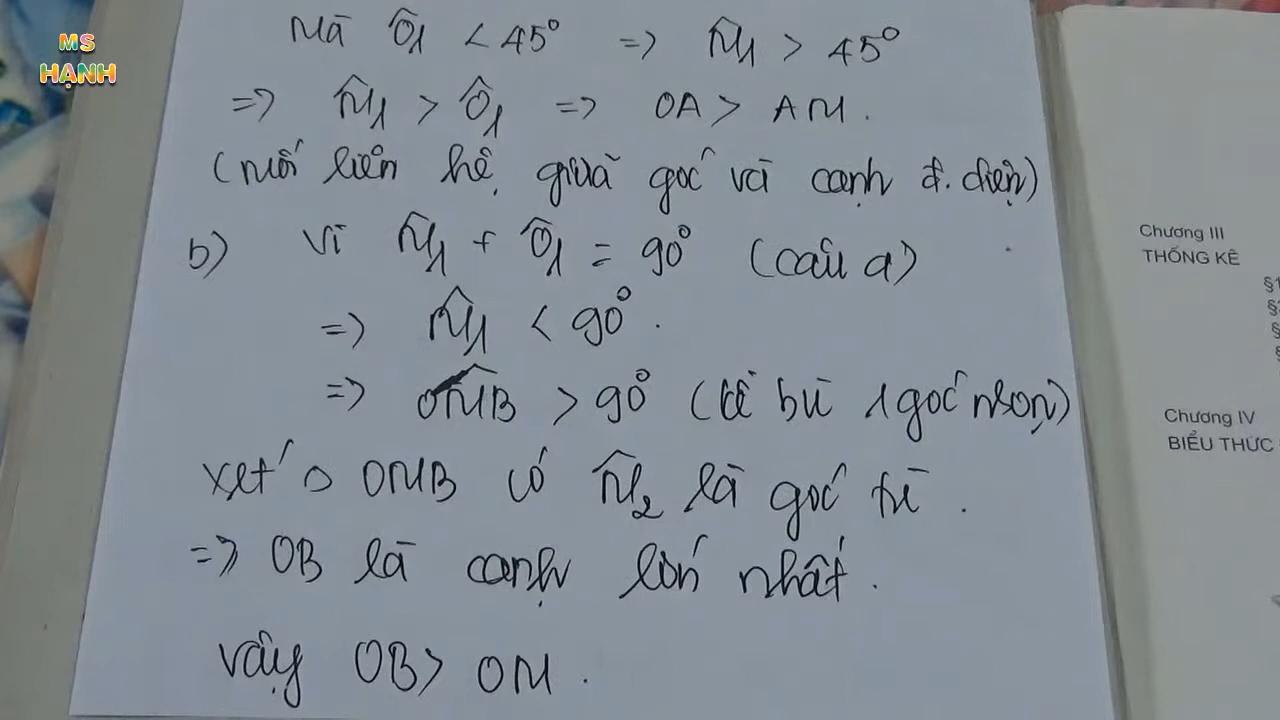 MS
HẠNH
Mà Ô₁ < 45° => M̂₁ > 45°
=> M̂₁ > Ô₁ => OA > AM.
(mối liên hệ giữa góc và cạnh đ. diện)
b) Vì M̂₁ + Ô₁ = 90° (câu a)
=> M̂₁ < 90°.
=> OMB > 90° (kề bù 1 góc nhọn)
Xét △ OMB có M̂₂ là góc tù.
=> OB là cạnh lớn nhất.
Vậy OB > OM.
Chương III
THỐNG KÊ
Chương IV
BIỂU THỨC